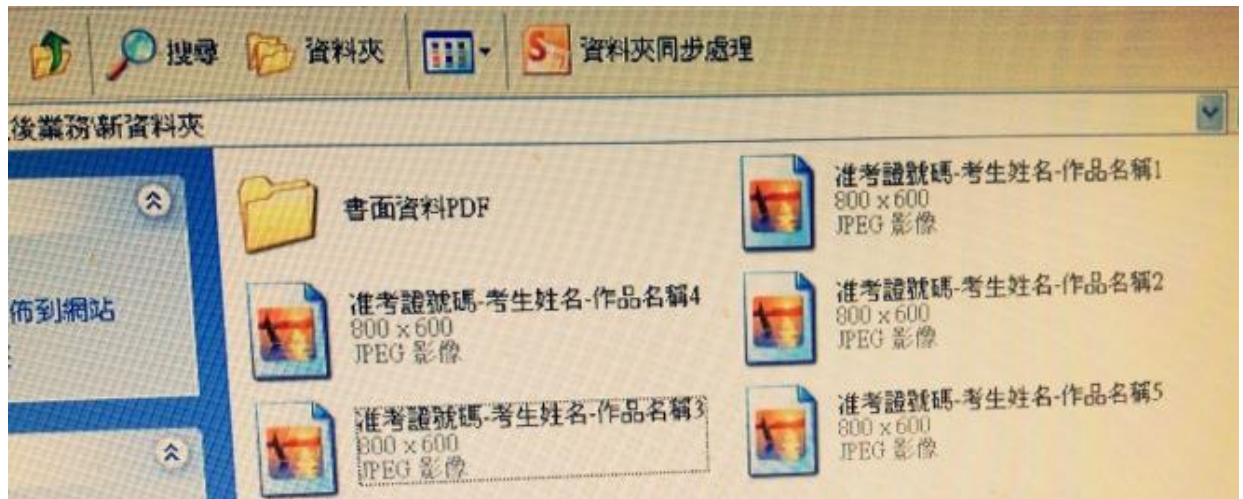 搜尋 資料夾 資料夾同步處理
後業務\新資料夾
書面資料PDF
准考證號碼-考生姓名-作品名稱1
800 x 600
JPEG 影像
佈到網站
准考證號碼-考生姓名-作品名稱4
800 x 600
JPEG 影像
准考證號碼-考生姓名-作品名稱2
800 x 600
JPEG 影像
准考證號碼-考生姓名-作品名稱3
800 x 600
JPEG 影像
准考證號碼-考生姓名-作品名稱5
800 x 600
JPEG 影像